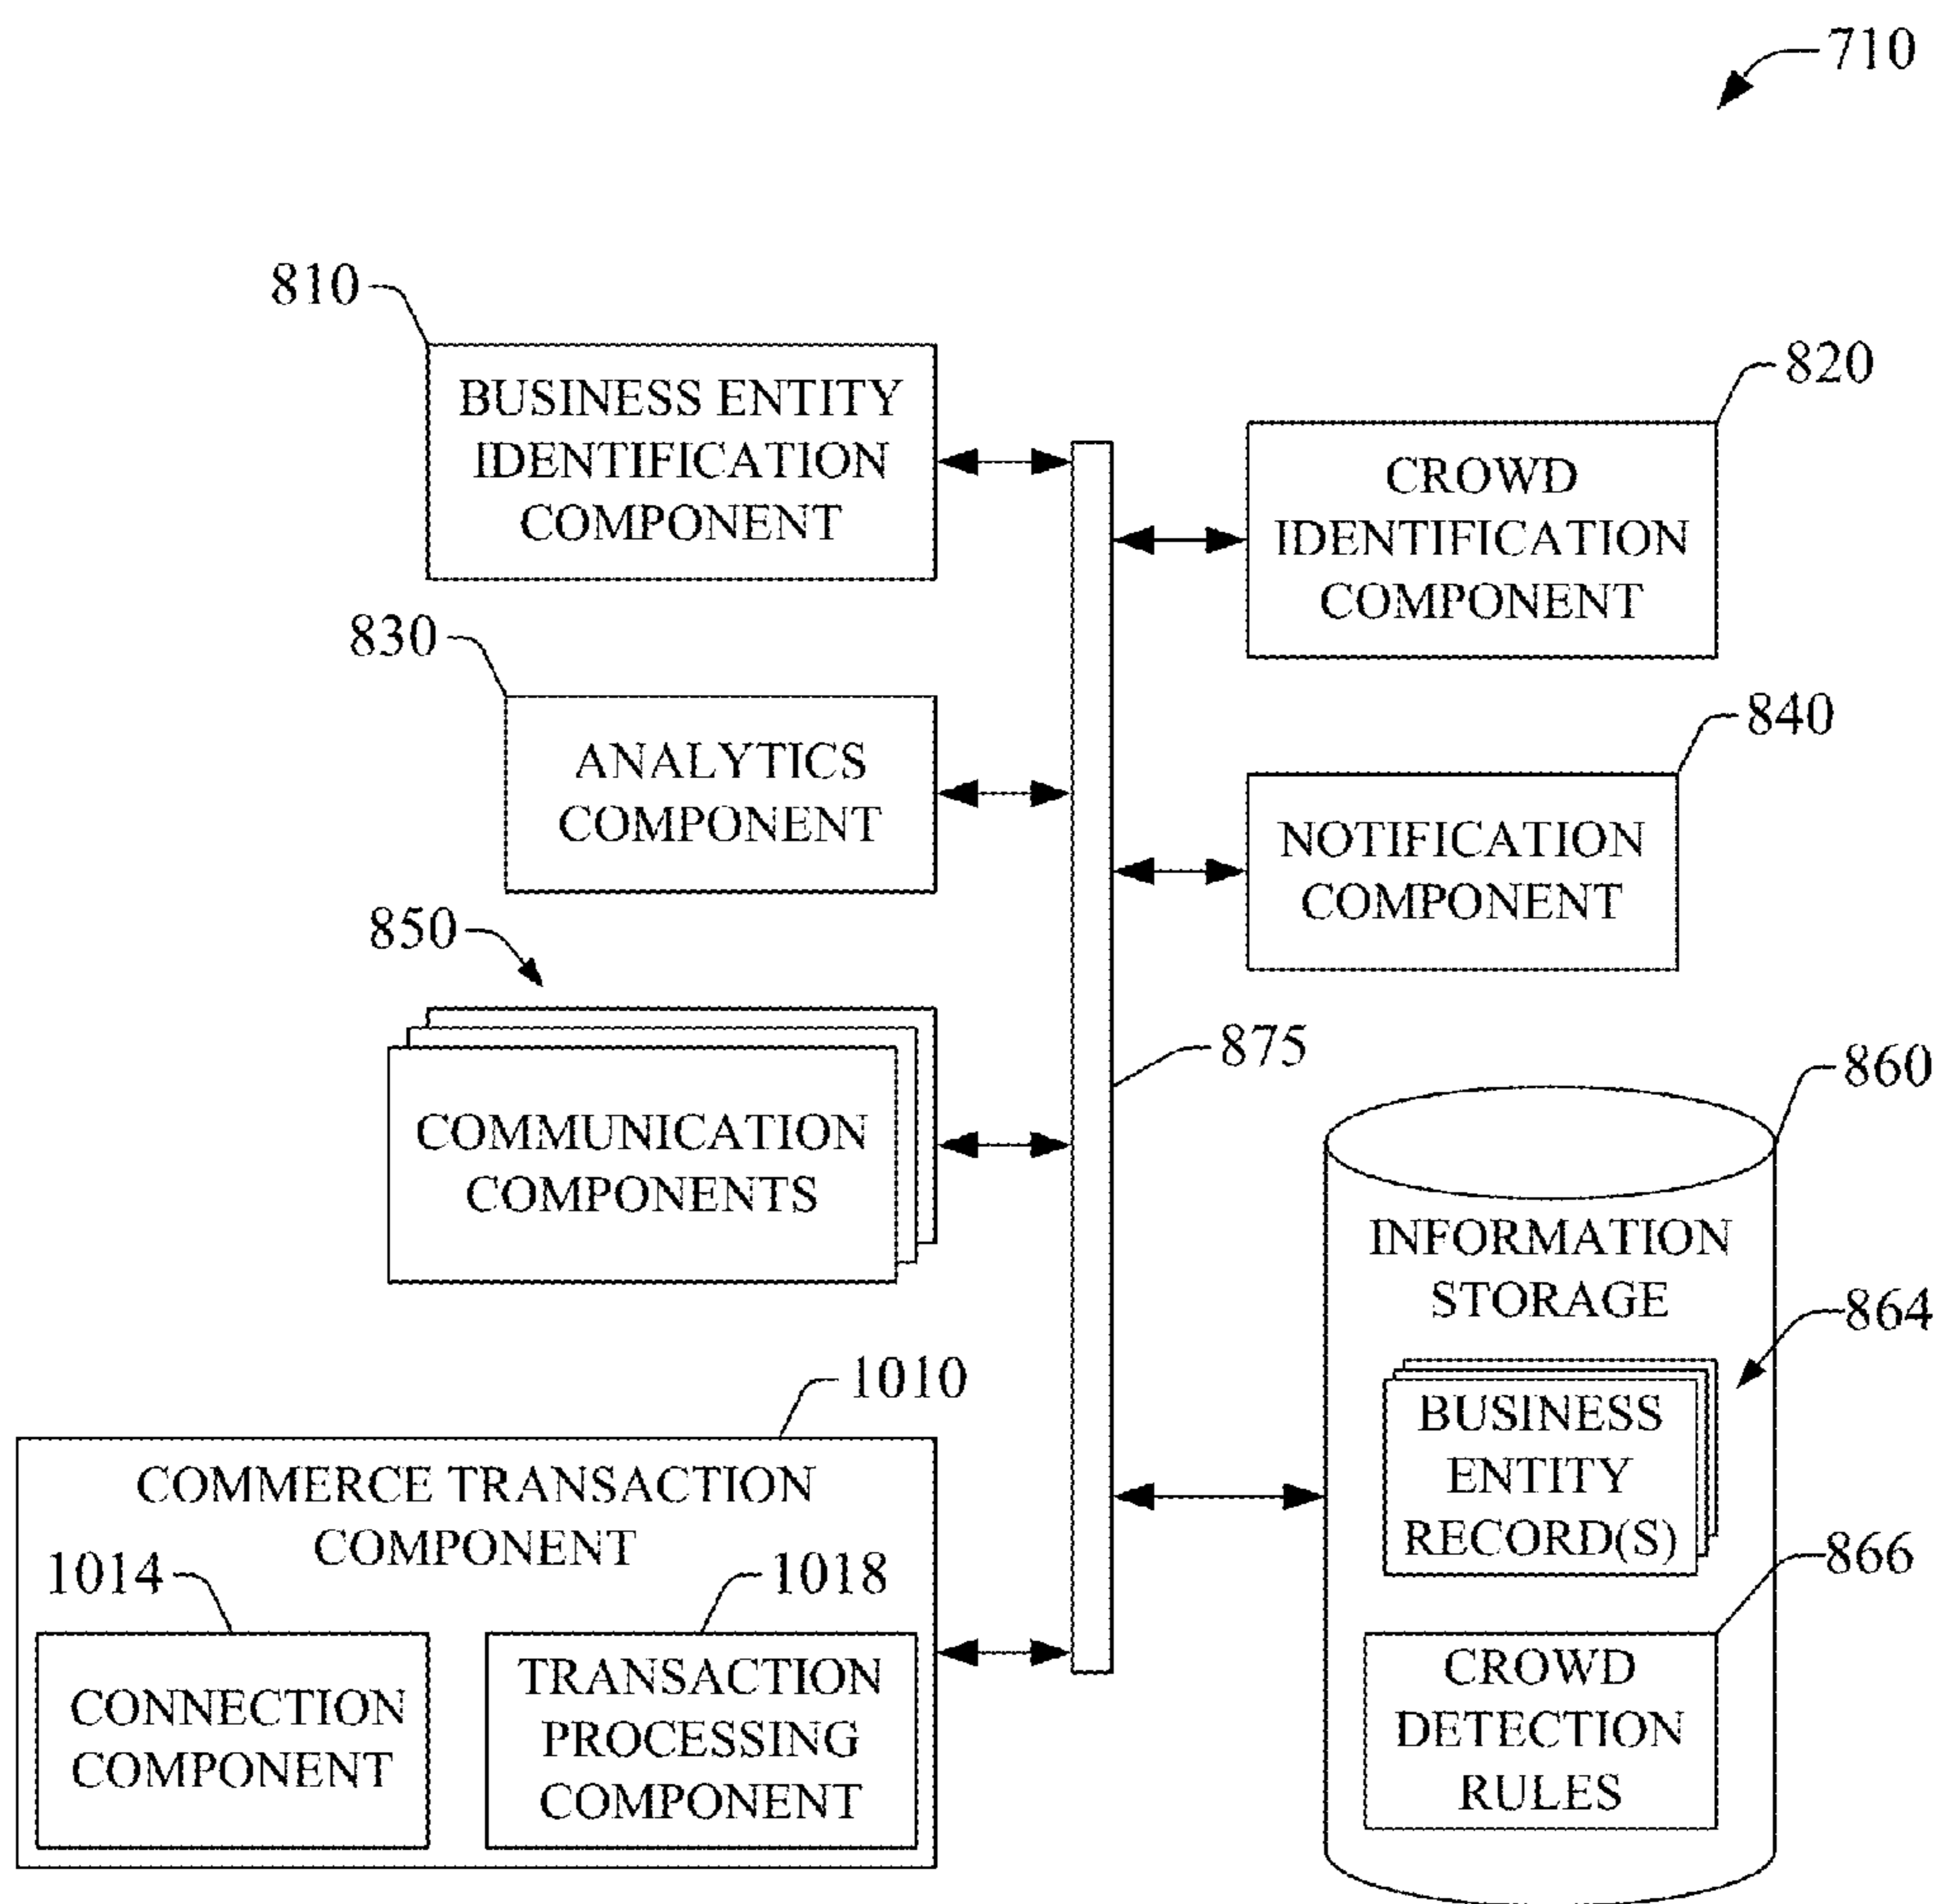 710
810
BUSINESS ENTITY
IDENTIFICATION
COMPONENT
820
CROWD
IDENTIFICATION
COMPONENT
830
ANALYTICS
COMPONENT
840
NOTIFICATION
COMPONENT
850
COMMUNICATION
COMPONENTS
875
860
INFORMATION
STORAGE
864
BUSINESS
ENTITY
RECORD(S)
866
CROWD
DETECTION
RULES
1010
COMMERCE TRANSACTION
COMPONENT
1014
CONNECTION
COMPONENT
1018
TRANSACTION
PROCESSING
COMPONENT